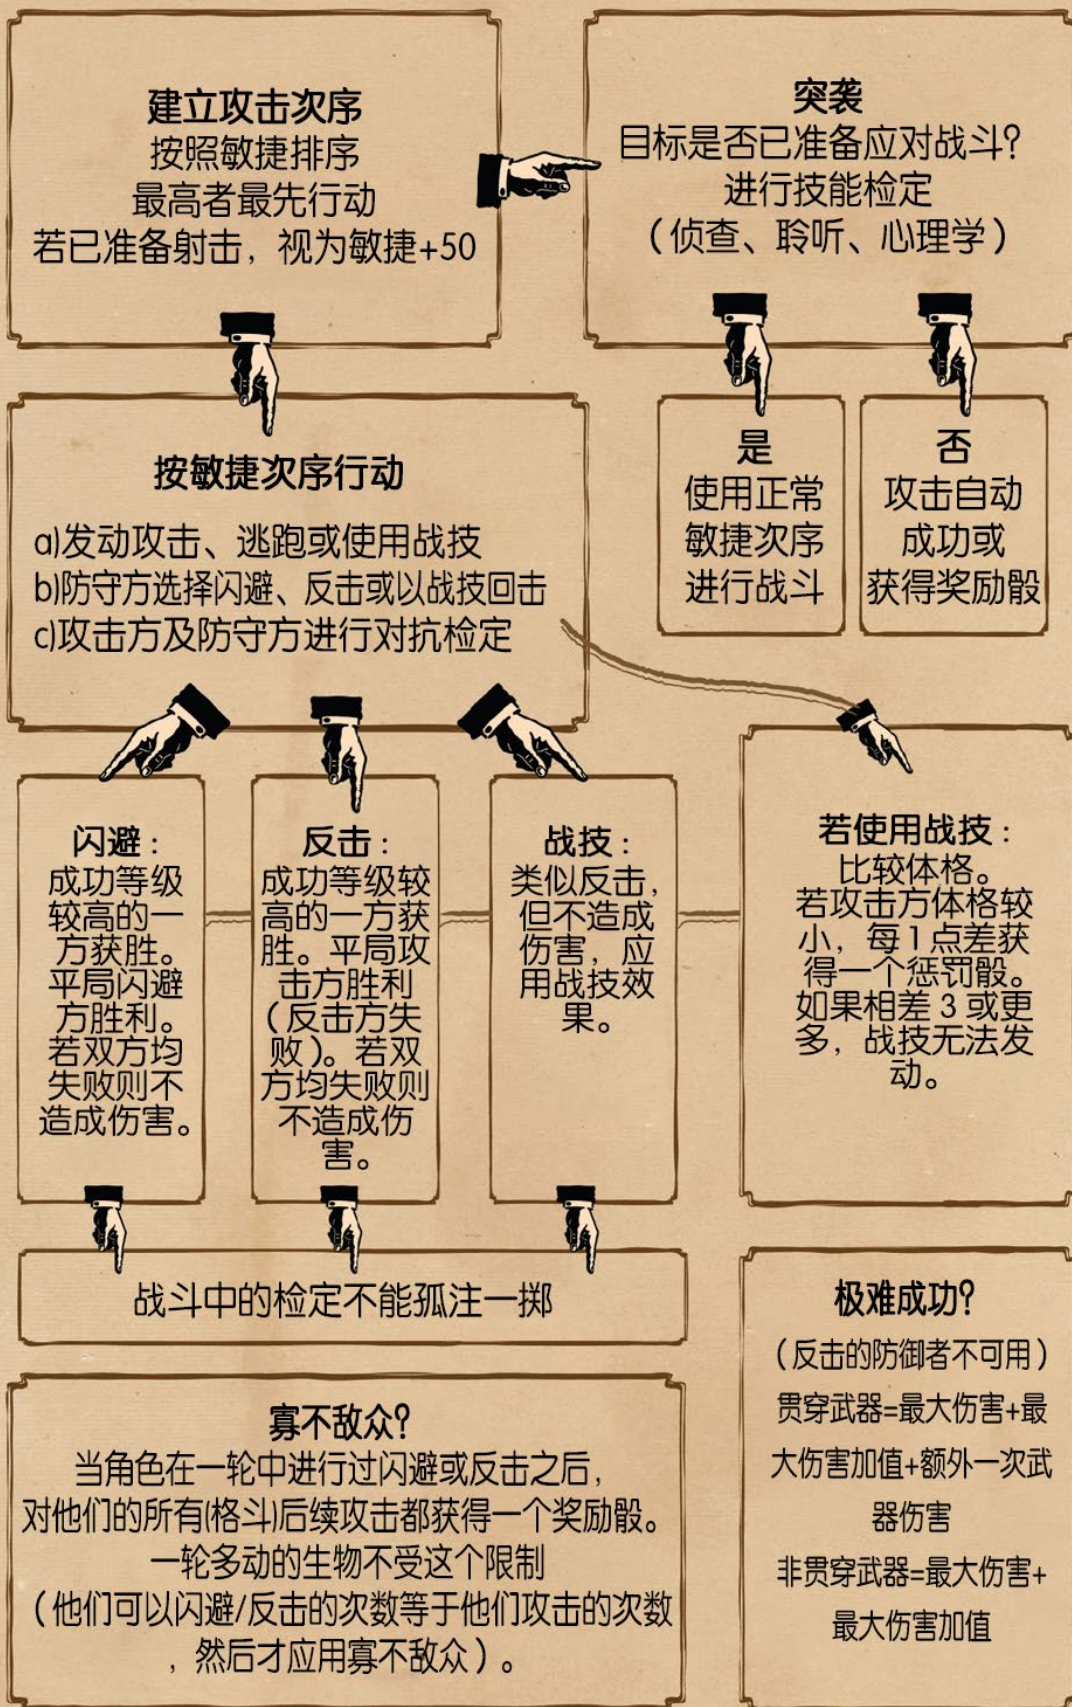 建立攻击次序
按照敏捷排序
最高者最先行动
若已准备射击，视为敏捷+50
突袭
目标是否已准备应对战斗?
进行技能检定
（侦查、聆听、心理学）
是
使用正常
敏捷次序
进行战斗
否
攻击自动
成功或
获得奖励骰
按敏捷次序行动
a)发动攻击、逃跑或使用战技
b)防守方选择闪避、反击或以战技回击
c)攻击方及防守方进行对抗检定
闪避：
成功等级
较高的一
方获胜。
平局闪避
方胜利。
若双方均
失败则不
造成伤害。
反击：
成功等级较
高的一方获
胜。平局攻
击方胜利
（反击方失
败）。若双
方均失败则
不造成伤
害。
战技：
类似反击，
但不造成
伤害，应
用战技效
果。
若使用战技：
比较体格。
若攻击方体格较
小，每1点差获
得一个惩罚骰。
如果相差3或更
多，战技无法发
动。
战斗中的检定不能孤注一掷
寡不敌众?
当角色在一轮中进行过闪避或反击之后，
对他们的所有(格斗)后续攻击都获得一个奖励骰。
一轮多动的生物不受这个限制
（他们可以闪避/反击的次数等于他们攻击的次数
，然后才应用寡不敌众）。
极难成功?
（反击的防御者不可用）
贯穿武器=最大伤害+最
大伤害加值+额外一次武
器伤害
非贯穿武器=最大伤害+
最大伤害加值